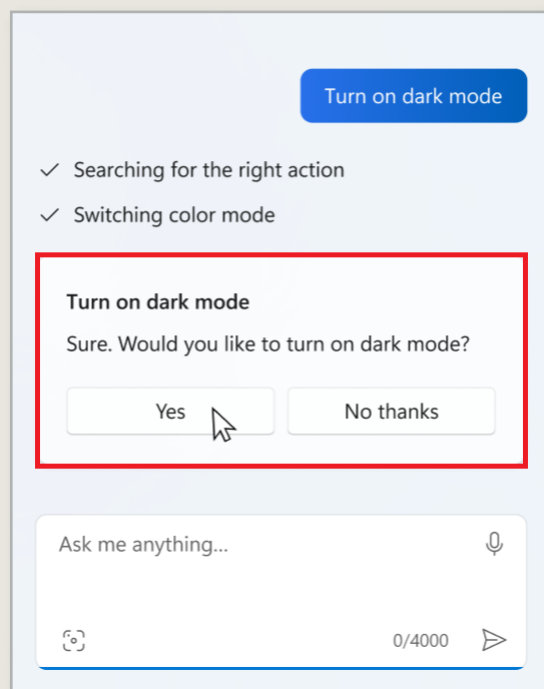 Turn on dark mode
Searching for the right action
Switching color mode
Turn on dark mode
Sure. Would you like to turn on dark mode?
Yes
No thanks
Ask me anything...
0/4000